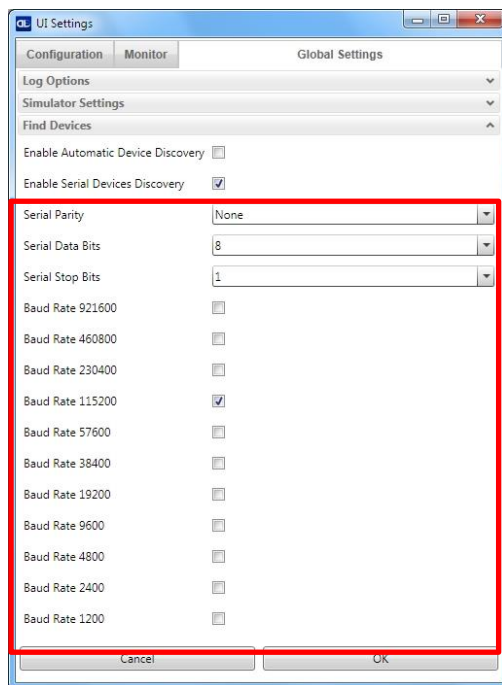 UI Settings
Configuration Monitor Global Settings
Log Options
Simulator Settings
Find Devices
Enable Automatic Device Discovery
Enable Serial Devices Discovery
Serial Parity None
Serial Data Bits 8
Serial Stop Bits 1
Baud Rate 921600
Baud Rate 460800
Baud Rate 230400
Baud Rate 115200
Baud Rate 57600
Baud Rate 38400
Baud Rate 19200
Baud Rate 9600
Baud Rate 4800
Baud Rate 2400
Baud Rate 1200
Cancel OK